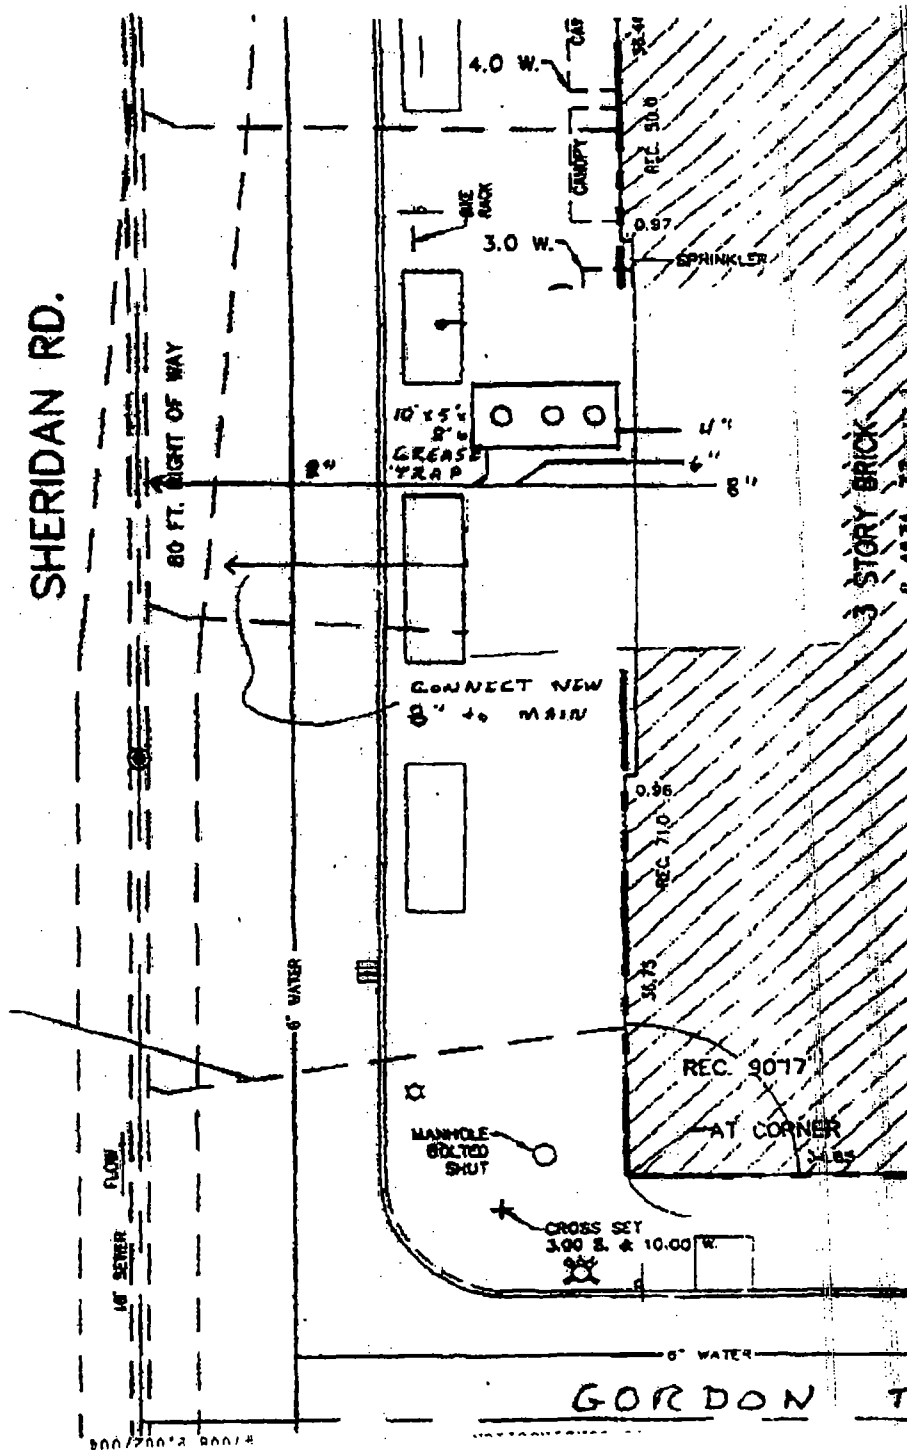 4.0 W.
CANOPY
REC. 50.0
BIKE
RACK
0.97
3.0 W.
SPRINKLER
SHERIDAN RD.
80 FT. RIGHT OF WAY
10' x 5' x
GREASE
TRAP
4"
6"
8"
8"
3 STORY BRICK
CONNECT NEW
8" to MAIN
0.96
REC. 71.0
36.75
6" WATER
REC. 90°17'
AT CORNER
MANHOLE
BOLTED
SHUT
FLOW
18" SEWER
CROSS SET
3.00 S. & 10.00 W.
6" WATER
GORDON T